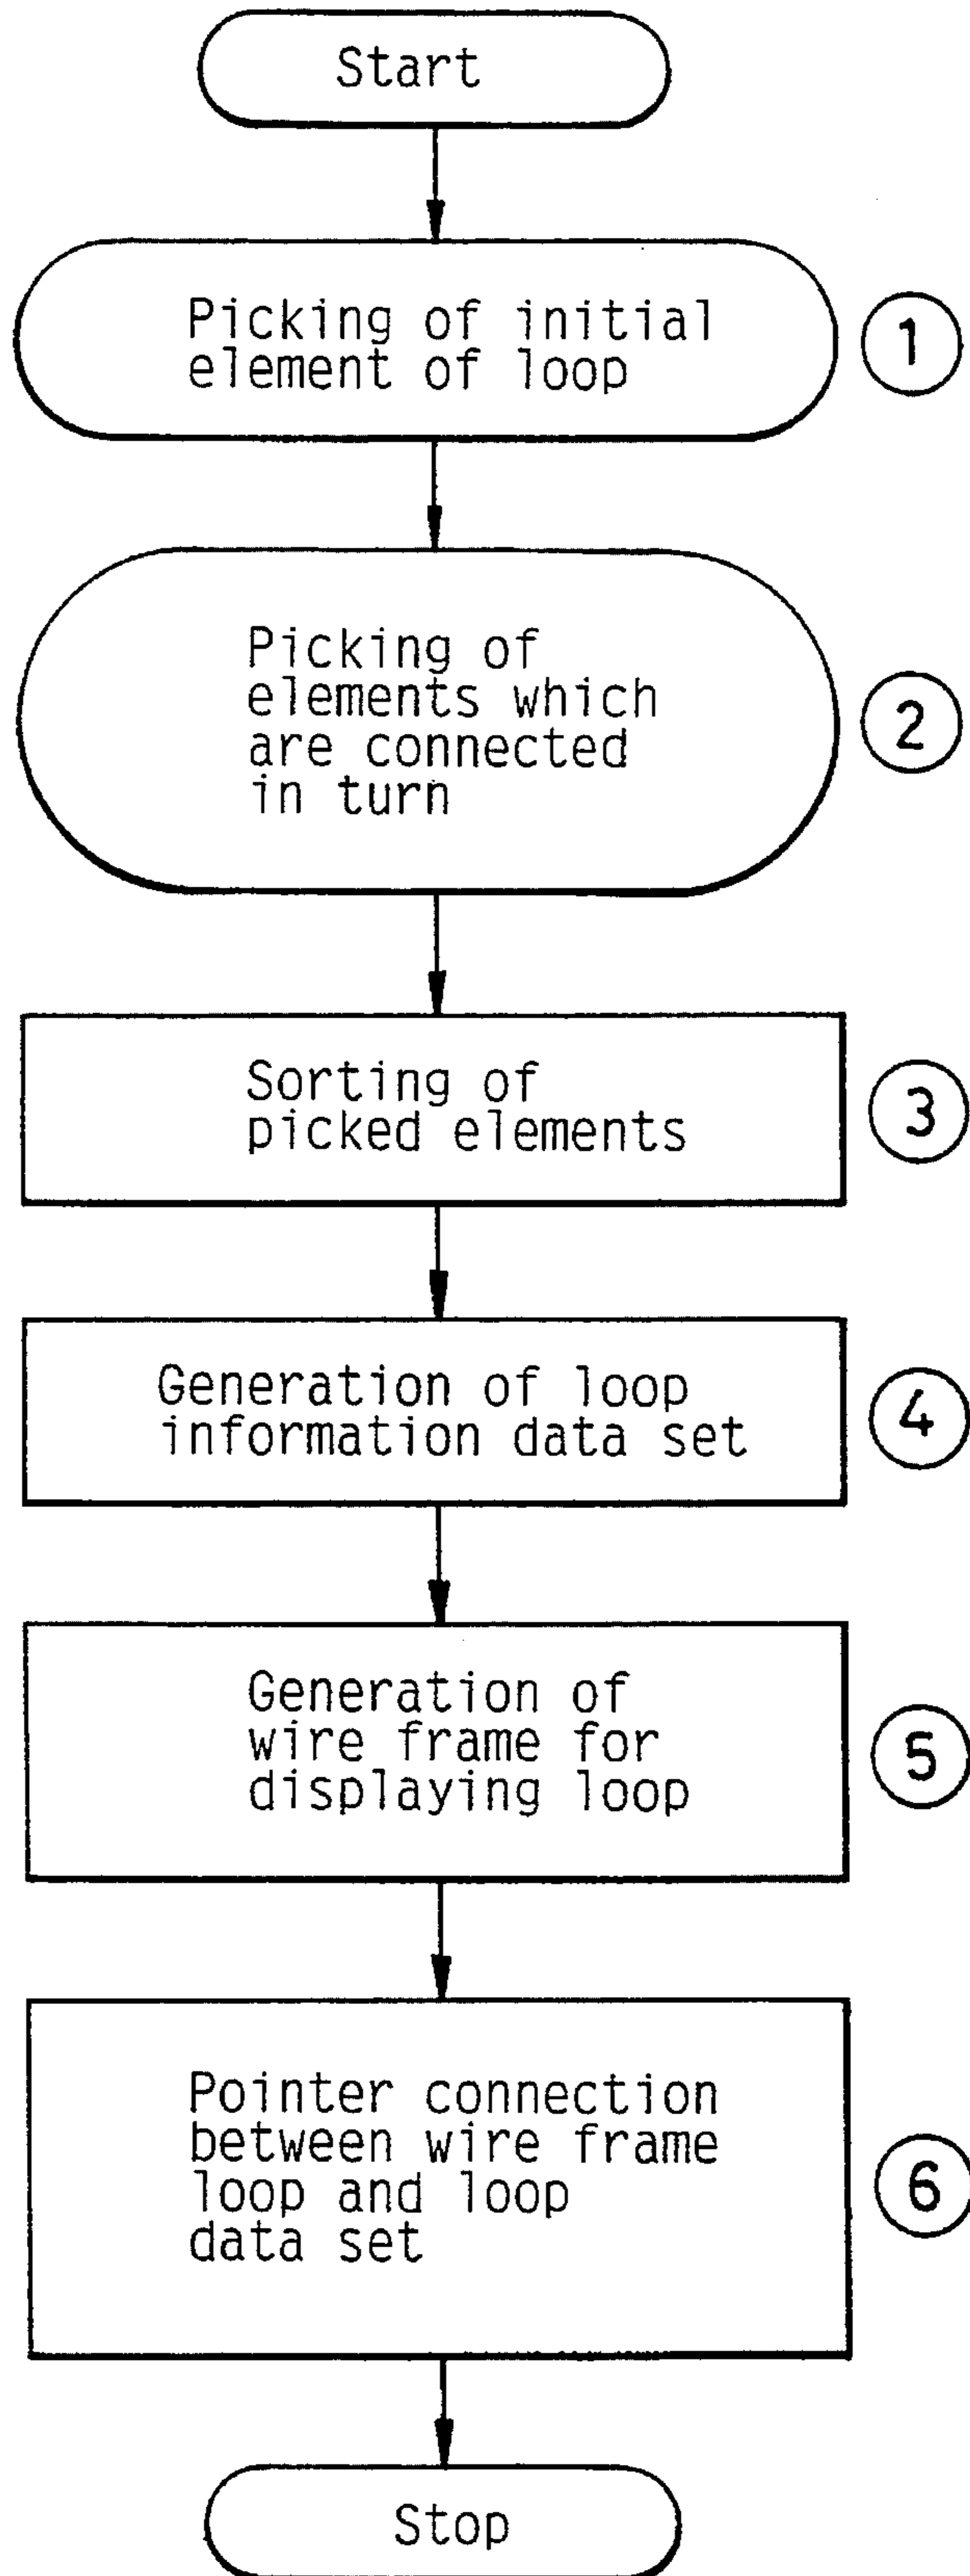 Start
Picking of initial
element of loop
1
Picking of
elements which
are connected
in turn
2
Sorting of
picked elements
3
Generation of loop
information data set
4
Generation of
wire frame for
displaying loop
5
Pointer connection
between wire frame
loop and loop
data set
6
Stop